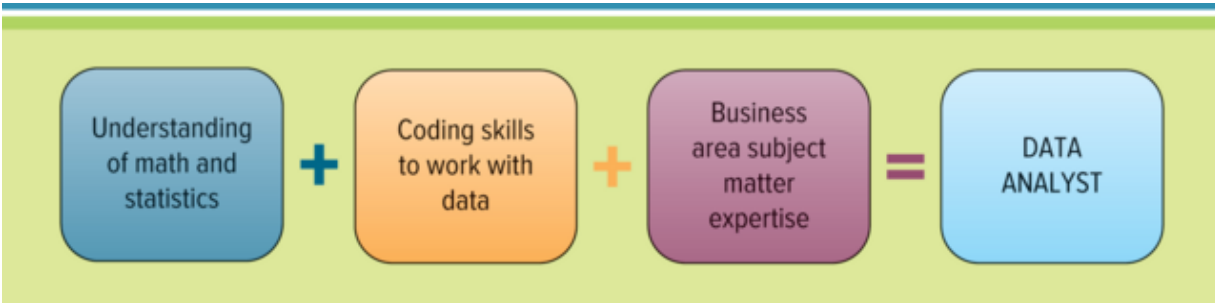 Understanding
of math and
statistics
+
Coding skills
to work with
data
+
Business
area subject
matter
expertise
=
DATA
ANALYST